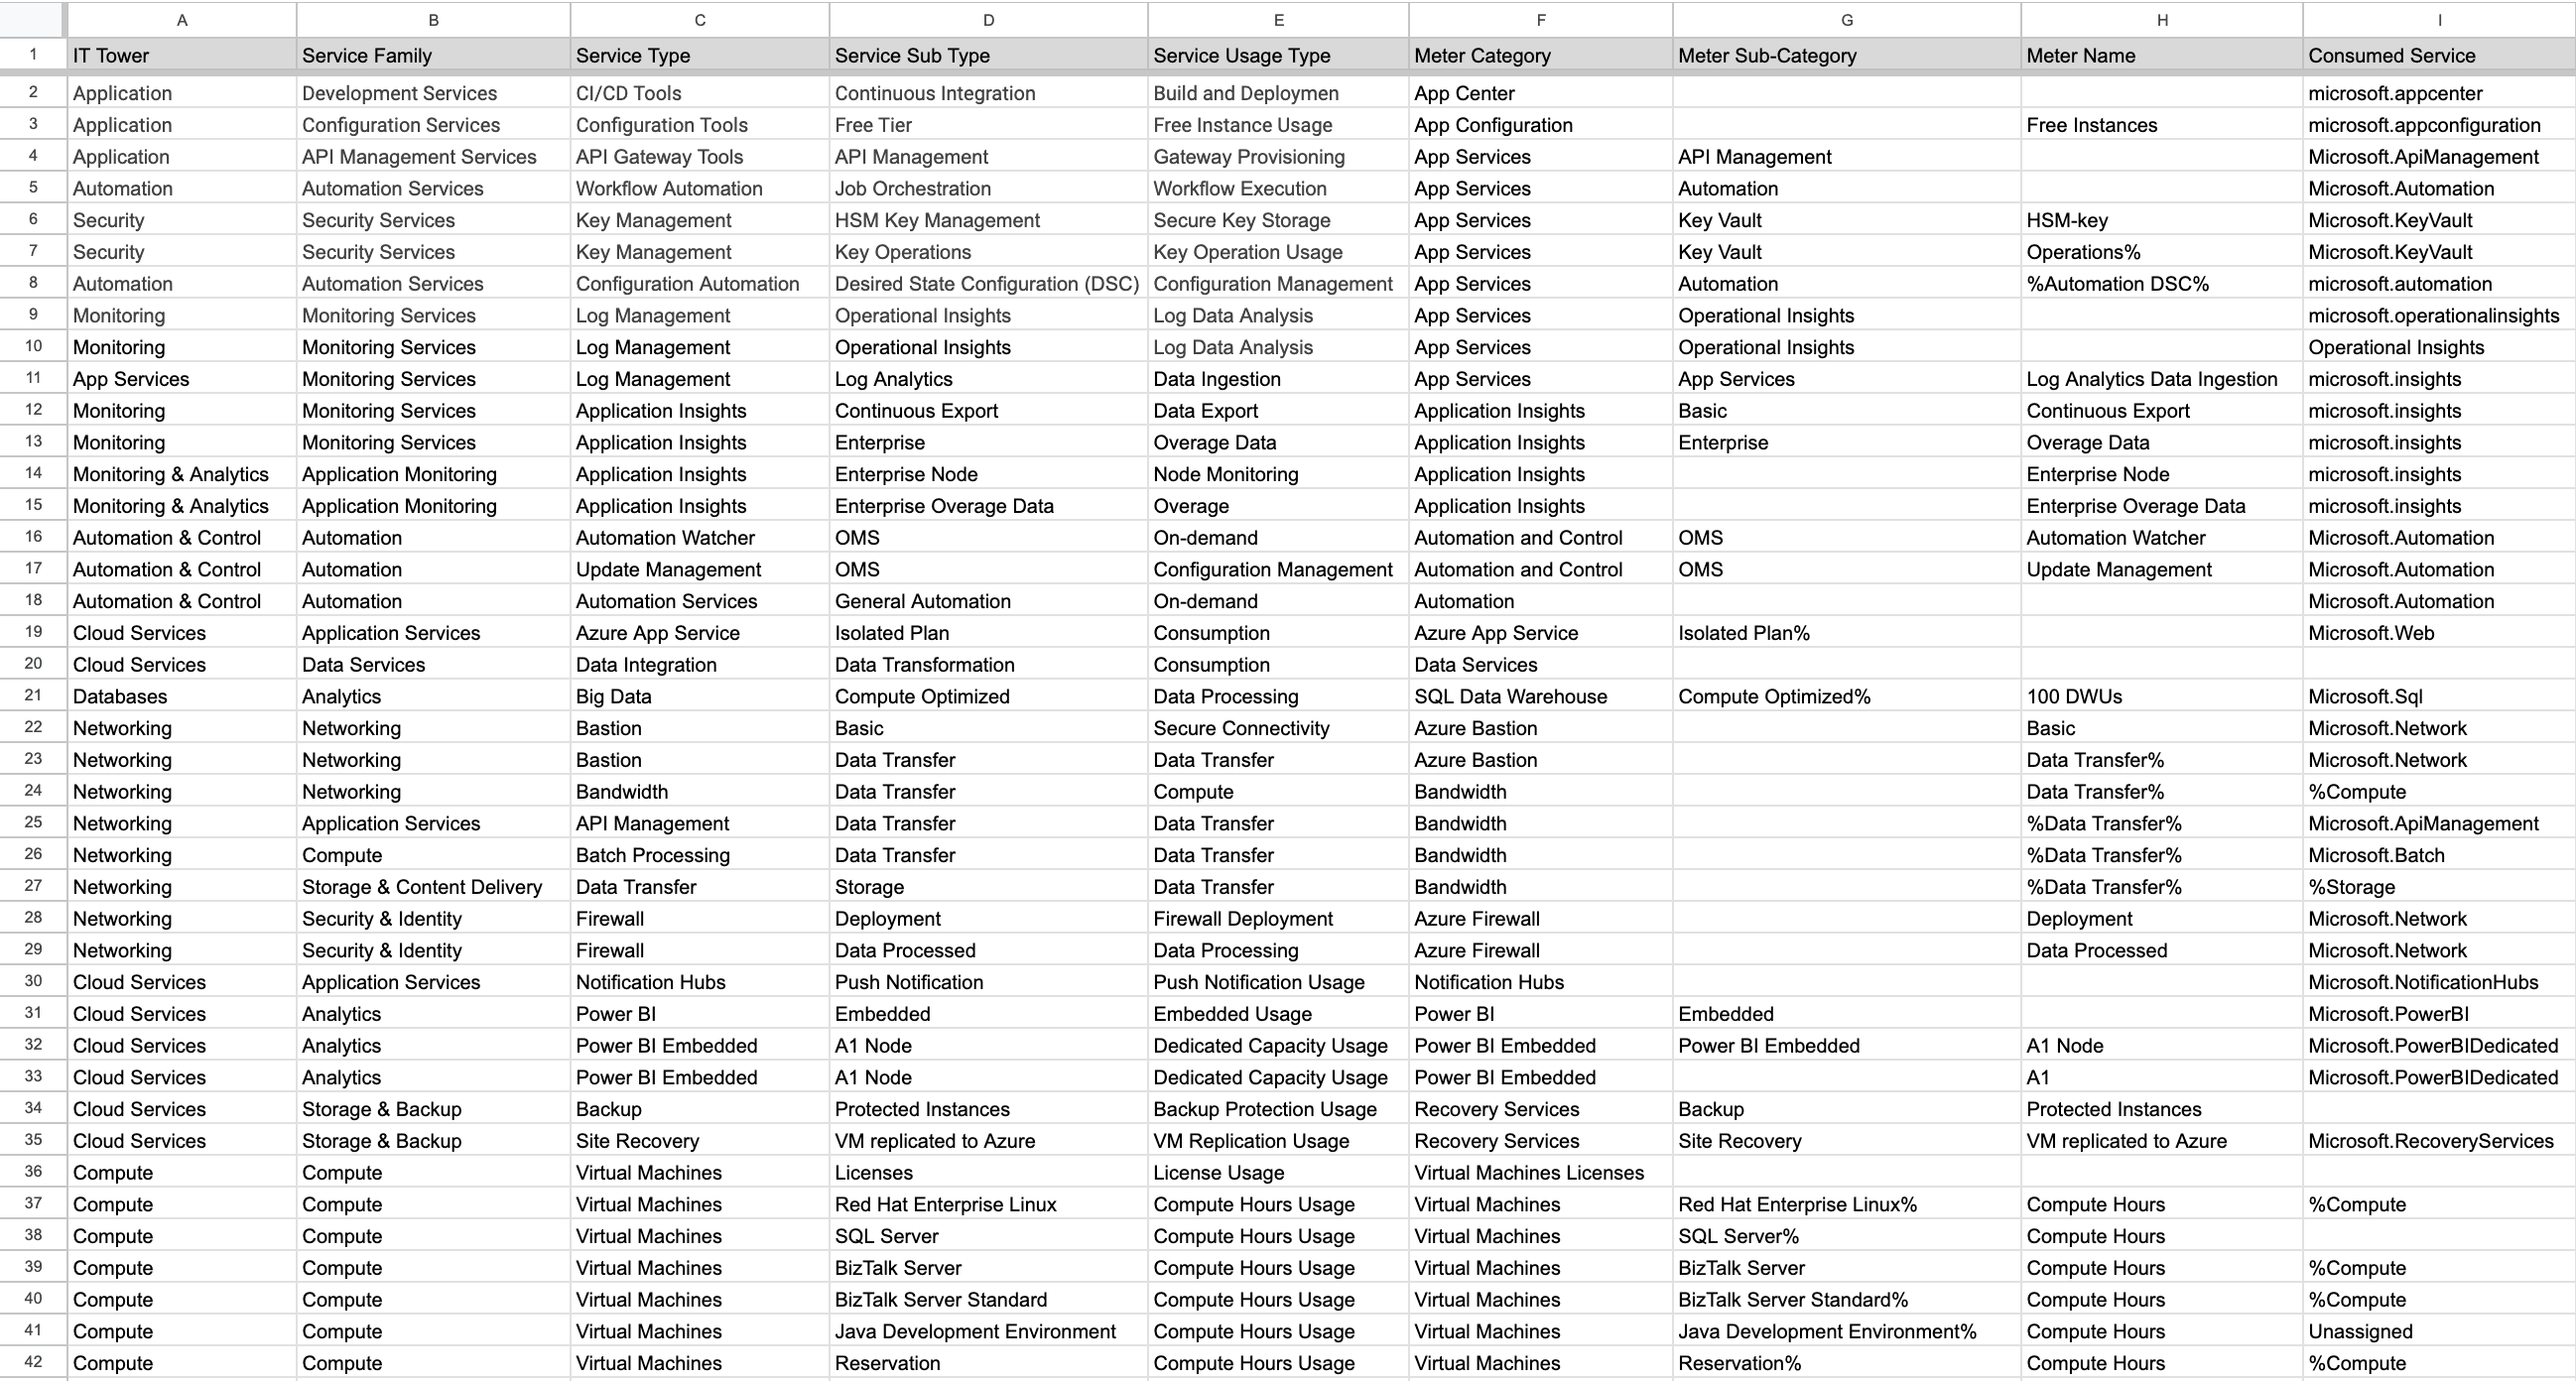 A B C D E F G H I
1 IT Tower Service Family Service Type Service Sub Type Service Usage Type Meter Category Meter Sub-Category Meter Name Consumed Service
2 Application Development Services CI/CD Tools Continuous Integration Build and Deploymen App Center microsoft.appcenter
3 Application Configuration Services Configuration Tools Free Tier Free Instance Usage App Configuration Free Instances microsoft.appconfiguration
4 Application API Management Services API Gateway Tools API Management Gateway Provisioning App Services API Management Microsoft.ApiManagement
5 Automation Automation Services Workflow Automation Job Orchestration Workflow Execution App Services Automation Microsoft.Automation
6 Security Security Services Key Management HSM Key Management Secure Key Storage App Services Key Vault HSM-key Microsoft.KeyVault
7 Security Security Services Key Management Key Operations Key Operation Usage App Services Key Vault Operations% Microsoft.KeyVault
8 Automation Automation Services Configuration Automation Desired State Configuration (DSC) Configuration Management App Services Automation %Automation DSC% microsoft.automation
9 Monitoring Monitoring Services Log Management Operational Insights Log Data Analysis App Services Operational Insights microsoft.operationalinsights
10 Monitoring Monitoring Services Log Management Operational Insights Log Data Analysis App Services Operational Insights Operational Insights
11 App Services Monitoring Services Log Management Log Analytics Data Ingestion App Services App Services Log Analytics Data Ingestion microsoft.insights
12 Monitoring Monitoring Services Application Insights Continuous Export Data Export Application Insights Basic Continuous Export microsoft.insights
13 Monitoring Monitoring Services Application Insights Enterprise Overage Data Application Insights Enterprise Overage Data microsoft.insights
14 Monitoring & Analytics Application Monitoring Application Insights Enterprise Node Node Monitoring Application Insights Enterprise Node microsoft.insights
15 Monitoring & Analytics Application Monitoring Application Insights Enterprise Overage Data Overage Application Insights Enterprise Overage Data microsoft.insights
16 Automation & Control Automation Automation Watcher OMS On-demand Automation and Control OMS Automation Watcher Microsoft.Automation
17 Automation & Control Automation Update Management OMS Configuration Management Automation and Control OMS Update Management Microsoft.Automation
18 Automation & Control Automation Automation Services General Automation On-demand Automation Microsoft.Automation
19 Cloud Services Application Services Azure App Service Isolated Plan Consumption Azure App Service Isolated Plan% Microsoft.Web
20 Cloud Services Data Services Data Integration Data Transformation Consumption Data Services
21 Databases Analytics Big Data Compute Optimized Data Processing SQL Data Warehouse Compute Optimized% 100 DWUs Microsoft.Sql
22 Networking Networking Bastion Basic Secure Connectivity Azure Bastion Basic Microsoft.Network
23 Networking Networking Bastion Data Transfer Data Transfer Azure Bastion Data Transfer% Microsoft.Network
24 Networking Networking Bandwidth Data Transfer Compute Bandwidth Data Transfer% %Compute
25 Networking Application Services API Management Data Transfer Data Transfer Bandwidth %Data Transfer% Microsoft.ApiManagement
26 Networking Compute Batch Processing Data Transfer Data Transfer Bandwidth %Data Transfer% Microsoft.Batch
27 Networking Storage & Content Delivery Data Transfer Storage Data Transfer Bandwidth %Data Transfer% %Storage
28 Networking Security & Identity Firewall Deployment Firewall Deployment Azure Firewall Deployment Microsoft.Network
29 Networking Security & Identity Firewall Data Processed Data Processing Azure Firewall Data Processed Microsoft.Network
30 Cloud Services Application Services Notification Hubs Push Notification Push Notification Usage Notification Hubs Microsoft.NotificationHubs
31 Cloud Services Analytics Power BI Embedded Embedded Usage Power BI Embedded Microsoft.PowerBI
32 Cloud Services Analytics Power BI Embedded A1 Node Dedicated Capacity Usage Power BI Embedded Power BI Embedded A1 Node Microsoft.PowerBIDedicated
33 Cloud Services Analytics Power BI Embedded A1 Node Dedicated Capacity Usage Power BI Embedded A1 Microsoft.PowerBIDedicated
34 Cloud Services Storage & Backup Backup Protected Instances Backup Protection Usage Recovery Services Backup Protected Instances
35 Cloud Services Storage & Backup Site Recovery VM replicated to Azure VM Replication Usage Recovery Services Site Recovery VM replicated to Azure Microsoft.RecoveryServices
36 Compute Compute Virtual Machines Licenses License Usage Virtual Machines Licenses
37 Compute Compute Virtual Machines Red Hat Enterprise Linux Compute Hours Usage Virtual Machines Red Hat Enterprise Linux% Compute Hours %Compute
38 Compute Compute Virtual Machines SQL Server Compute Hours Usage Virtual Machines SQL Server% Compute Hours
39 Compute Compute Virtual Machines BizTalk Server Compute Hours Usage Virtual Machines BizTalk Server Compute Hours %Compute
40 Compute Compute Virtual Machines BizTalk Server Standard Compute Hours Usage Virtual Machines BizTalk Server Standard% Compute Hours %Compute
41 Compute Compute Virtual Machines Java Development Environment Compute Hours Usage Virtual Machines Java Development Environment% Compute Hours Unassigned
42 Compute Compute Virtual Machines Reservation Compute Hours Usage Virtual Machines Reservation% Compute Hours %Compute